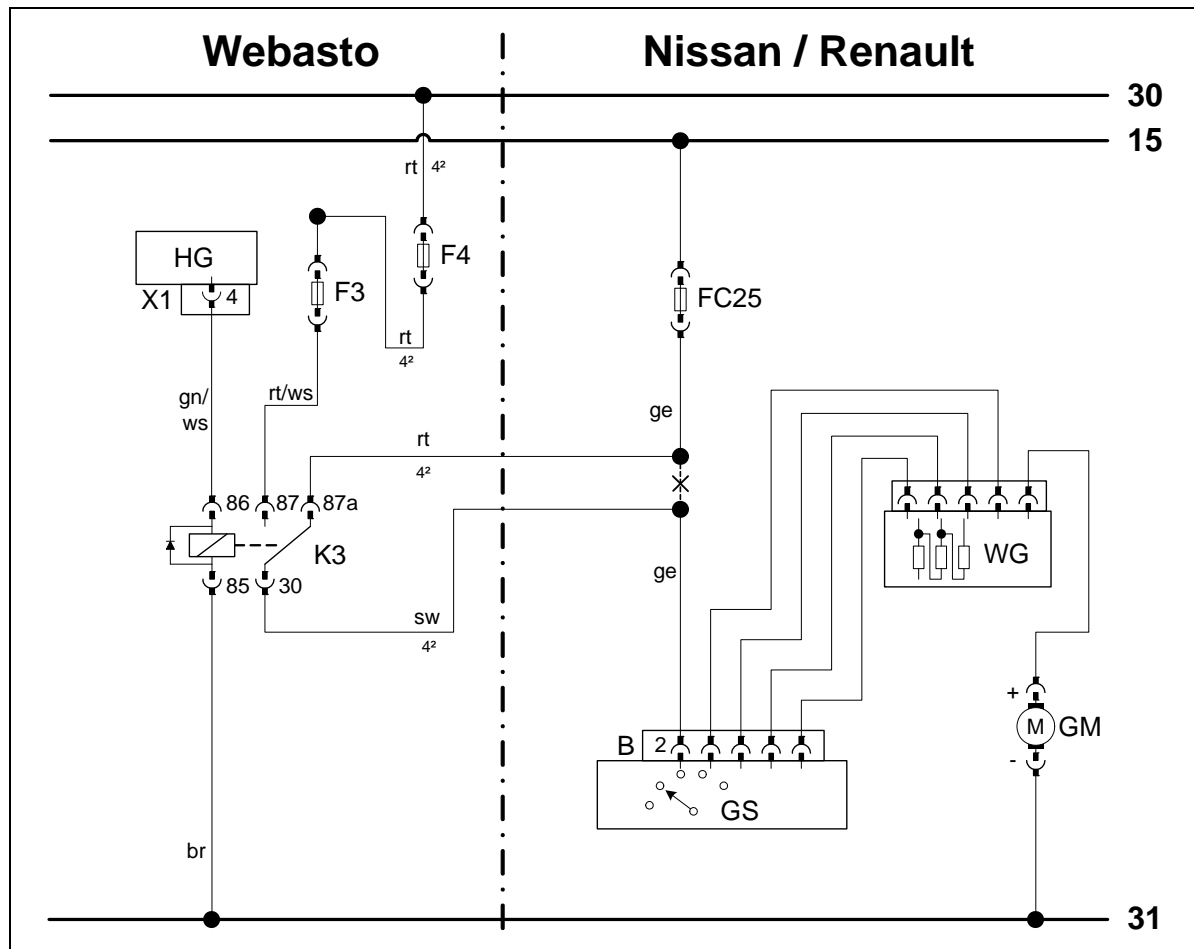 Webasto
Nissan / Renault
30
15
rt 4²
HG
F4
X1 4
F3
FC25
rt
4²
gn/
ws
rt/ws
ge
rt
4²
86 87 87a
WG
K3
85 30
ge
sw
4²
+
M GM
-
B 2
GS
br
31